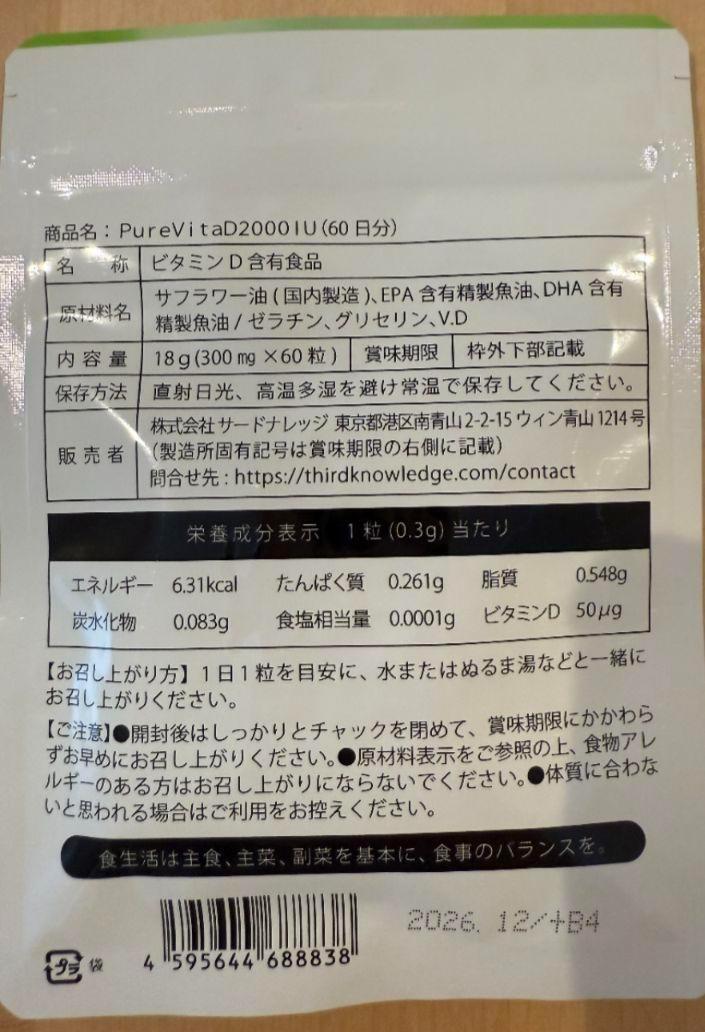 商品名：PureVitaD2000IU(60日分)
名　称 ビタミンD含有食品
原材料名 サフラワー油(国内製造)、EPA含有精製魚油、DHA含有
精製魚油/ゼラチン、グリセリン、V.D
内容量 18g(300mg×60粒) 賞味期限 枠外下部記載
保存方法 直射日光、高温多湿を避け常温で保存してください。
販売者 株式会社サードナレッジ 東京都港区南青山2-2-15ウィン青山1214号
(製造所固有記号は賞味期限の右側に記載)
問合せ先：https://thirdknowledge.com/contact
栄養成分表示　1粒(0.3g)当たり
エネルギー 6.31kcal たんぱく質 0.261g 脂質 0.548g
炭水化物 0.083g 食塩相当量 0.0001g ビタミンD 50μg
【お召し上がり方】1日1粒を目安に、水またはぬるま湯などと一緒に
お召し上がりください。
【ご注意】●開封後はしっかりとチャックを閉めて、賞味期限にかかわら
ずお早めにお召し上がりください。●原材料表示をご参照の上、食物アレ
ルギーのある方はお召し上がりにならないでください。●体質に合わな
いと思われる場合はご利用をお控えください。
食生活は主食、主菜、副菜を基本に、食事のバランスを。
2026. 12/+B4
プラ 袋
4 595644 688838